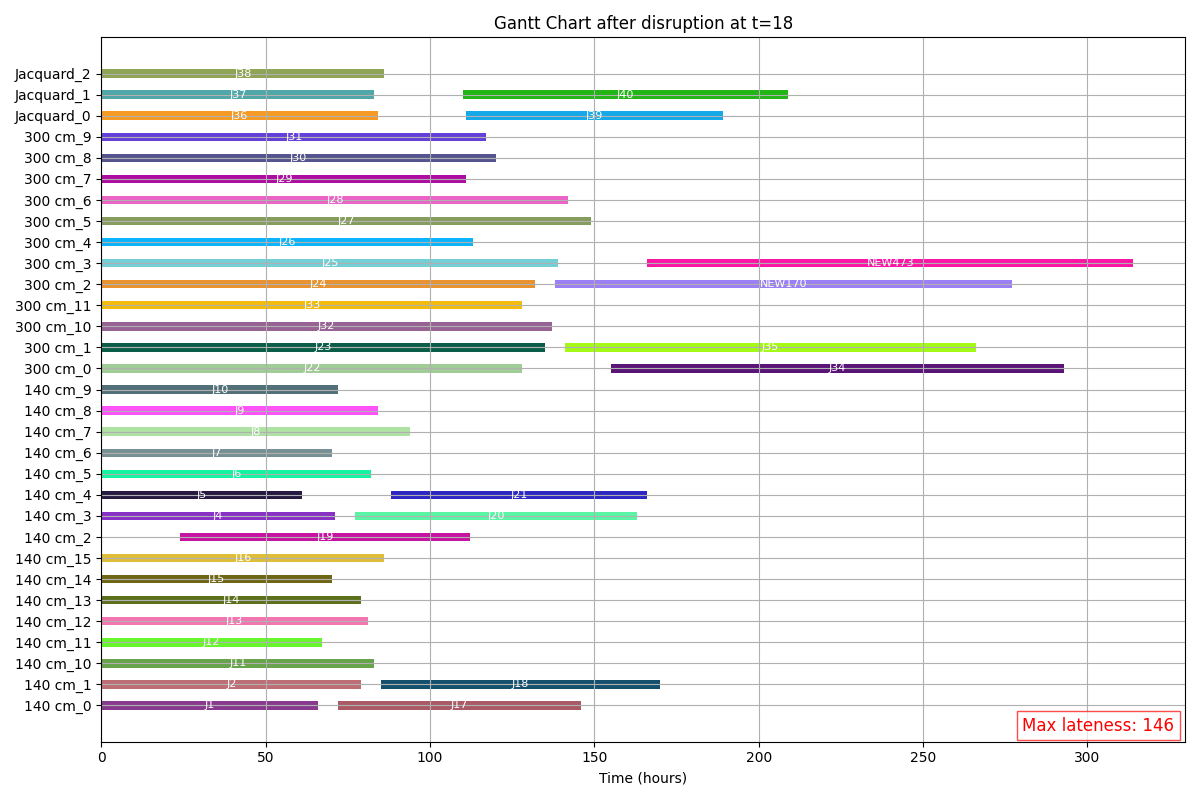 Gantt Chart after disruption at t=18
Jacquard_2 J38
Jacquard_1 J37 J40
Jacquard_0 J36 J39
300 cm_9 J31
300 cm_8 J30
300 cm_7 J29
300 cm_6 J28
300 cm_5 J27
300 cm_4 J26
300 cm_3 J25 NEW473
300 cm_2 J24 NEW170
300 cm_11 J33
300 cm_10 J32
300 cm_1 J23 J35
300 cm_0 J22 J34
140 cm_9 J10
140 cm_8 J9
140 cm_7 J8
140 cm_6 J7
140 cm_5 J6
140 cm_4 J5 J21
140 cm_3 J4 J20
140 cm_2 J19
140 cm_15 J16
140 cm_14 J15
140 cm_13 J14
140 cm_12 J13
140 cm_11 J12
140 cm_10 J11
140 cm_1 J2 J18
140 cm_0 J1 J17
Max lateness: 146
0 50 100 150 200 250 300
Time (hours)